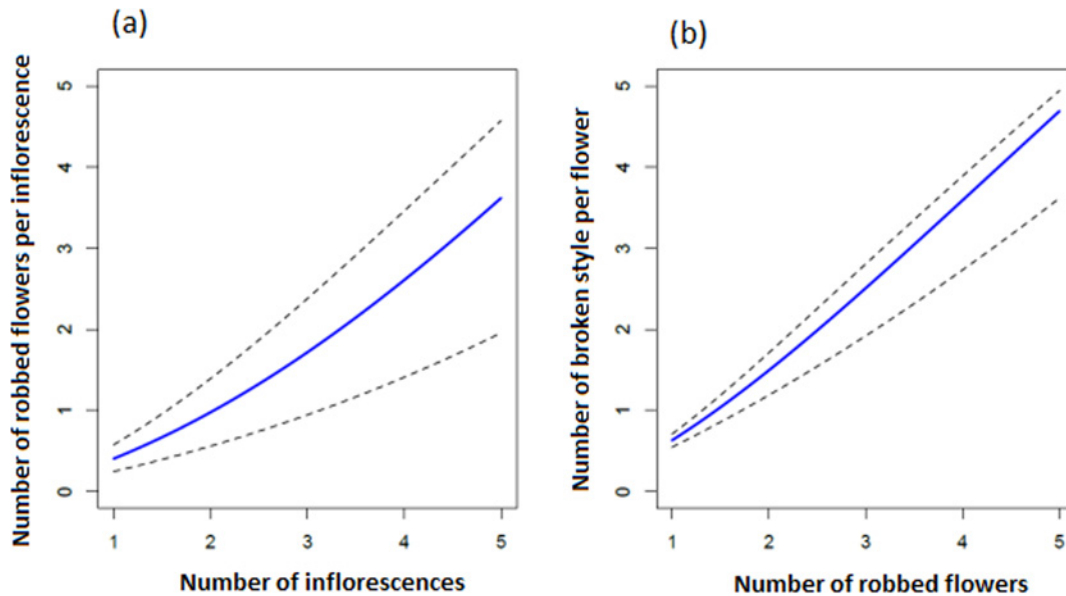 (a)
Number of robbed flowers per inflorescence
5
4
3
2
1
0
1 2 3 4 5
Number of inflorescences
(b)
Number of broken style per flower
5
4
3
2
1
0
1 2 3 4 5
Number of robbed flowers